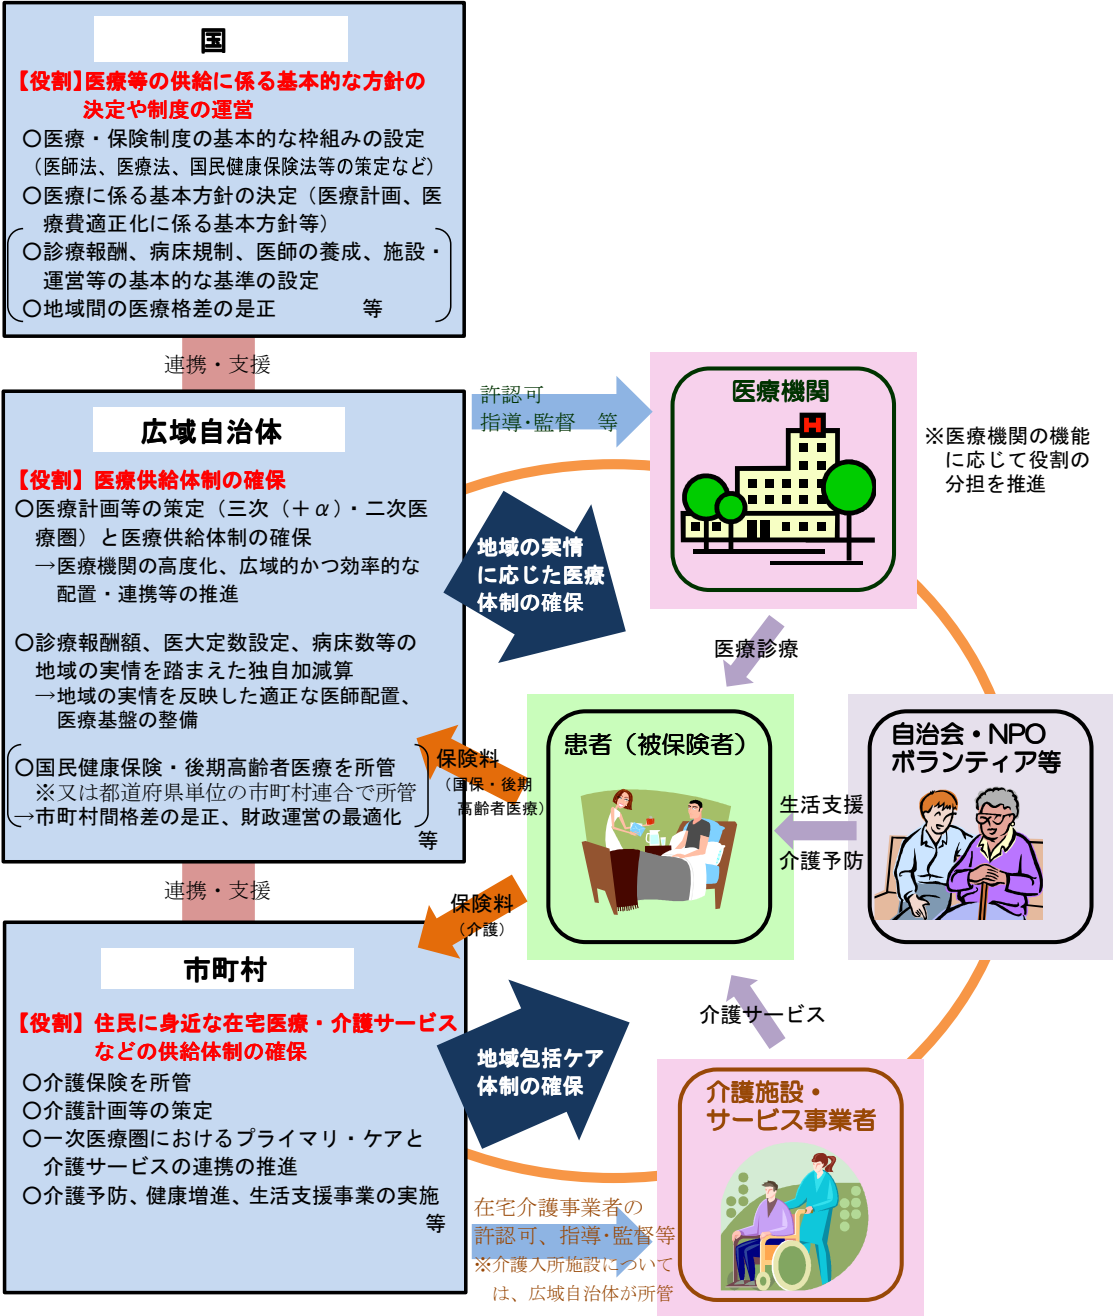 国
【役割】医療等の供給に係る基本的な方針の
決定や制度の運営
○医療・保険制度の基本的な枠組みの設定
（医師法、医療法、国民健康保険法等の策定など）
○医療に係る基本方針の決定（医療計画、医
療費適正化に係る基本方針等）
○診療報酬、病床規制、医師の養成、施設・
運営等の基本的な基準の設定
○地域間の医療格差の是正　　　　等
連携・支援
広域自治体
【役割】医療供給体制の確保
○医療計画等の策定（三次（＋α）・二次医
療圏）と医療供給体制の確保
→医療機関の高度化、広域的かつ効率的な
配置・連携等の推進
○診療報酬額、医大定数設定、病床数等の
地域の実情を踏まえた独自加減算
→地域の実情を反映した適正な医師配置、
医療基盤の整備
○国民健康保険・後期高齢者医療を所管
※又は都道府県単位の市町村連合で所管
→市町村間格差の是正、財政運営の最適化
等
連携・支援
市町村
【役割】住民に身近な在宅医療・介護サービス
などの供給体制の確保
○介護保険を所管
○介護計画等の策定
○一次医療圏におけるプライマリ・ケアと
介護サービスの連携の推進
○介護予防、健康増進、生活支援事業の実施
等
許認可
指導・監督　等
医療機関
H
※医療機関の機能
に応じて役割の
分担を推進
地域の実情
に応じた医療
体制の確保
医療診療
保険料
（国保・後期
高齢者医療）
患者（被保険者）
生活支援
介護予防
自治会・NPO
ボランティア等
保険料
（介護）
地域包括ケア
体制の確保
介護サービス
介護施設・
サービス事業者
在宅介護事業者の
許認可、指導・監督等
※介護入所施設について
は、広域自治体が所管